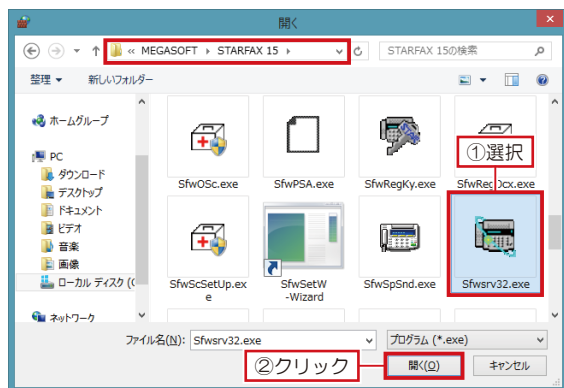 開く
« MEGASOFT ▸ STARFAX 15 ▸
STARFAX 15の検索
整理 ▼ 新しいフォルダー
ホームグループ
PC
ダウンロード
デスクトップ
ドキュメント
ビデオ
音楽
画像
ローカル ディスク (C
ネットワーク
①選択
SfwOSc.exe SfwPSA.exe SfwRegKy.exe SfwRegOcx.exe
SfwScSetUp.ex
e
SfwSetW
-Wizard
SfwSpSnd.exe
Sfwsrv32.exe
ファイル名(N): Sfwsrv32.exe
プログラム (*.exe)
②クリック
開く(O) キャンセル